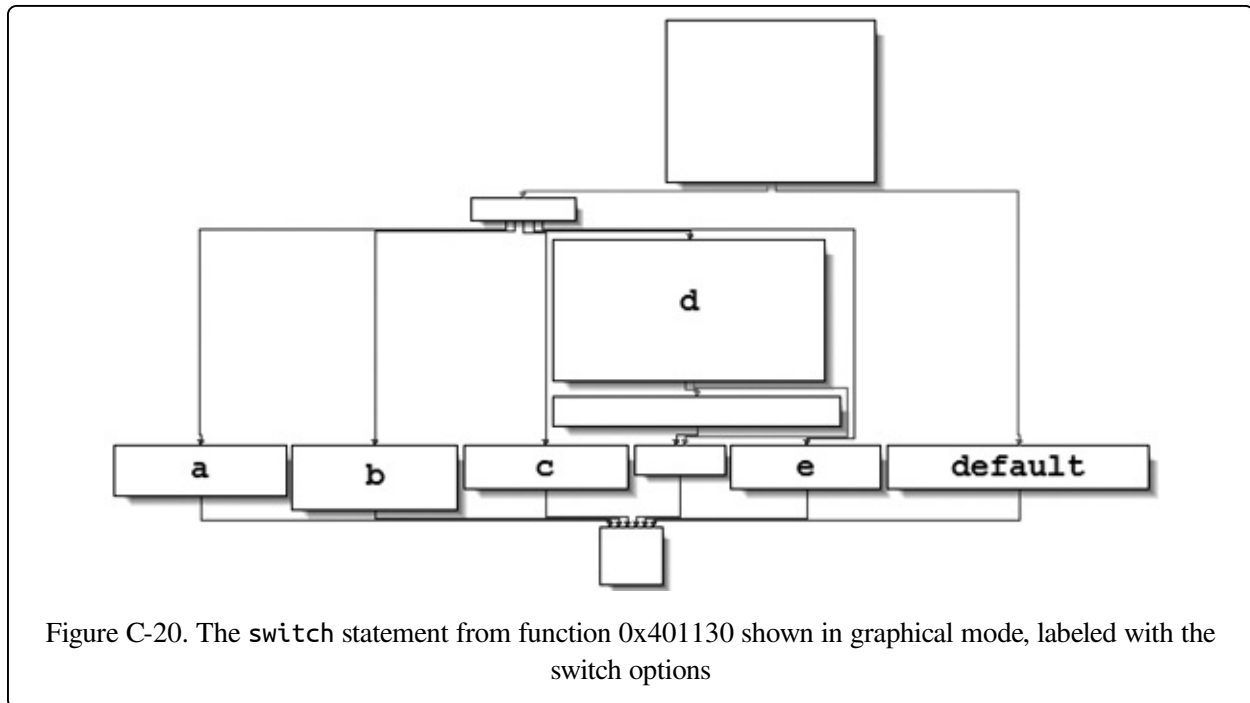 d
a
b
c
e
default
Figure C-20. The switch statement from function 0x401130 shown in graphical mode, labeled with the
switch options